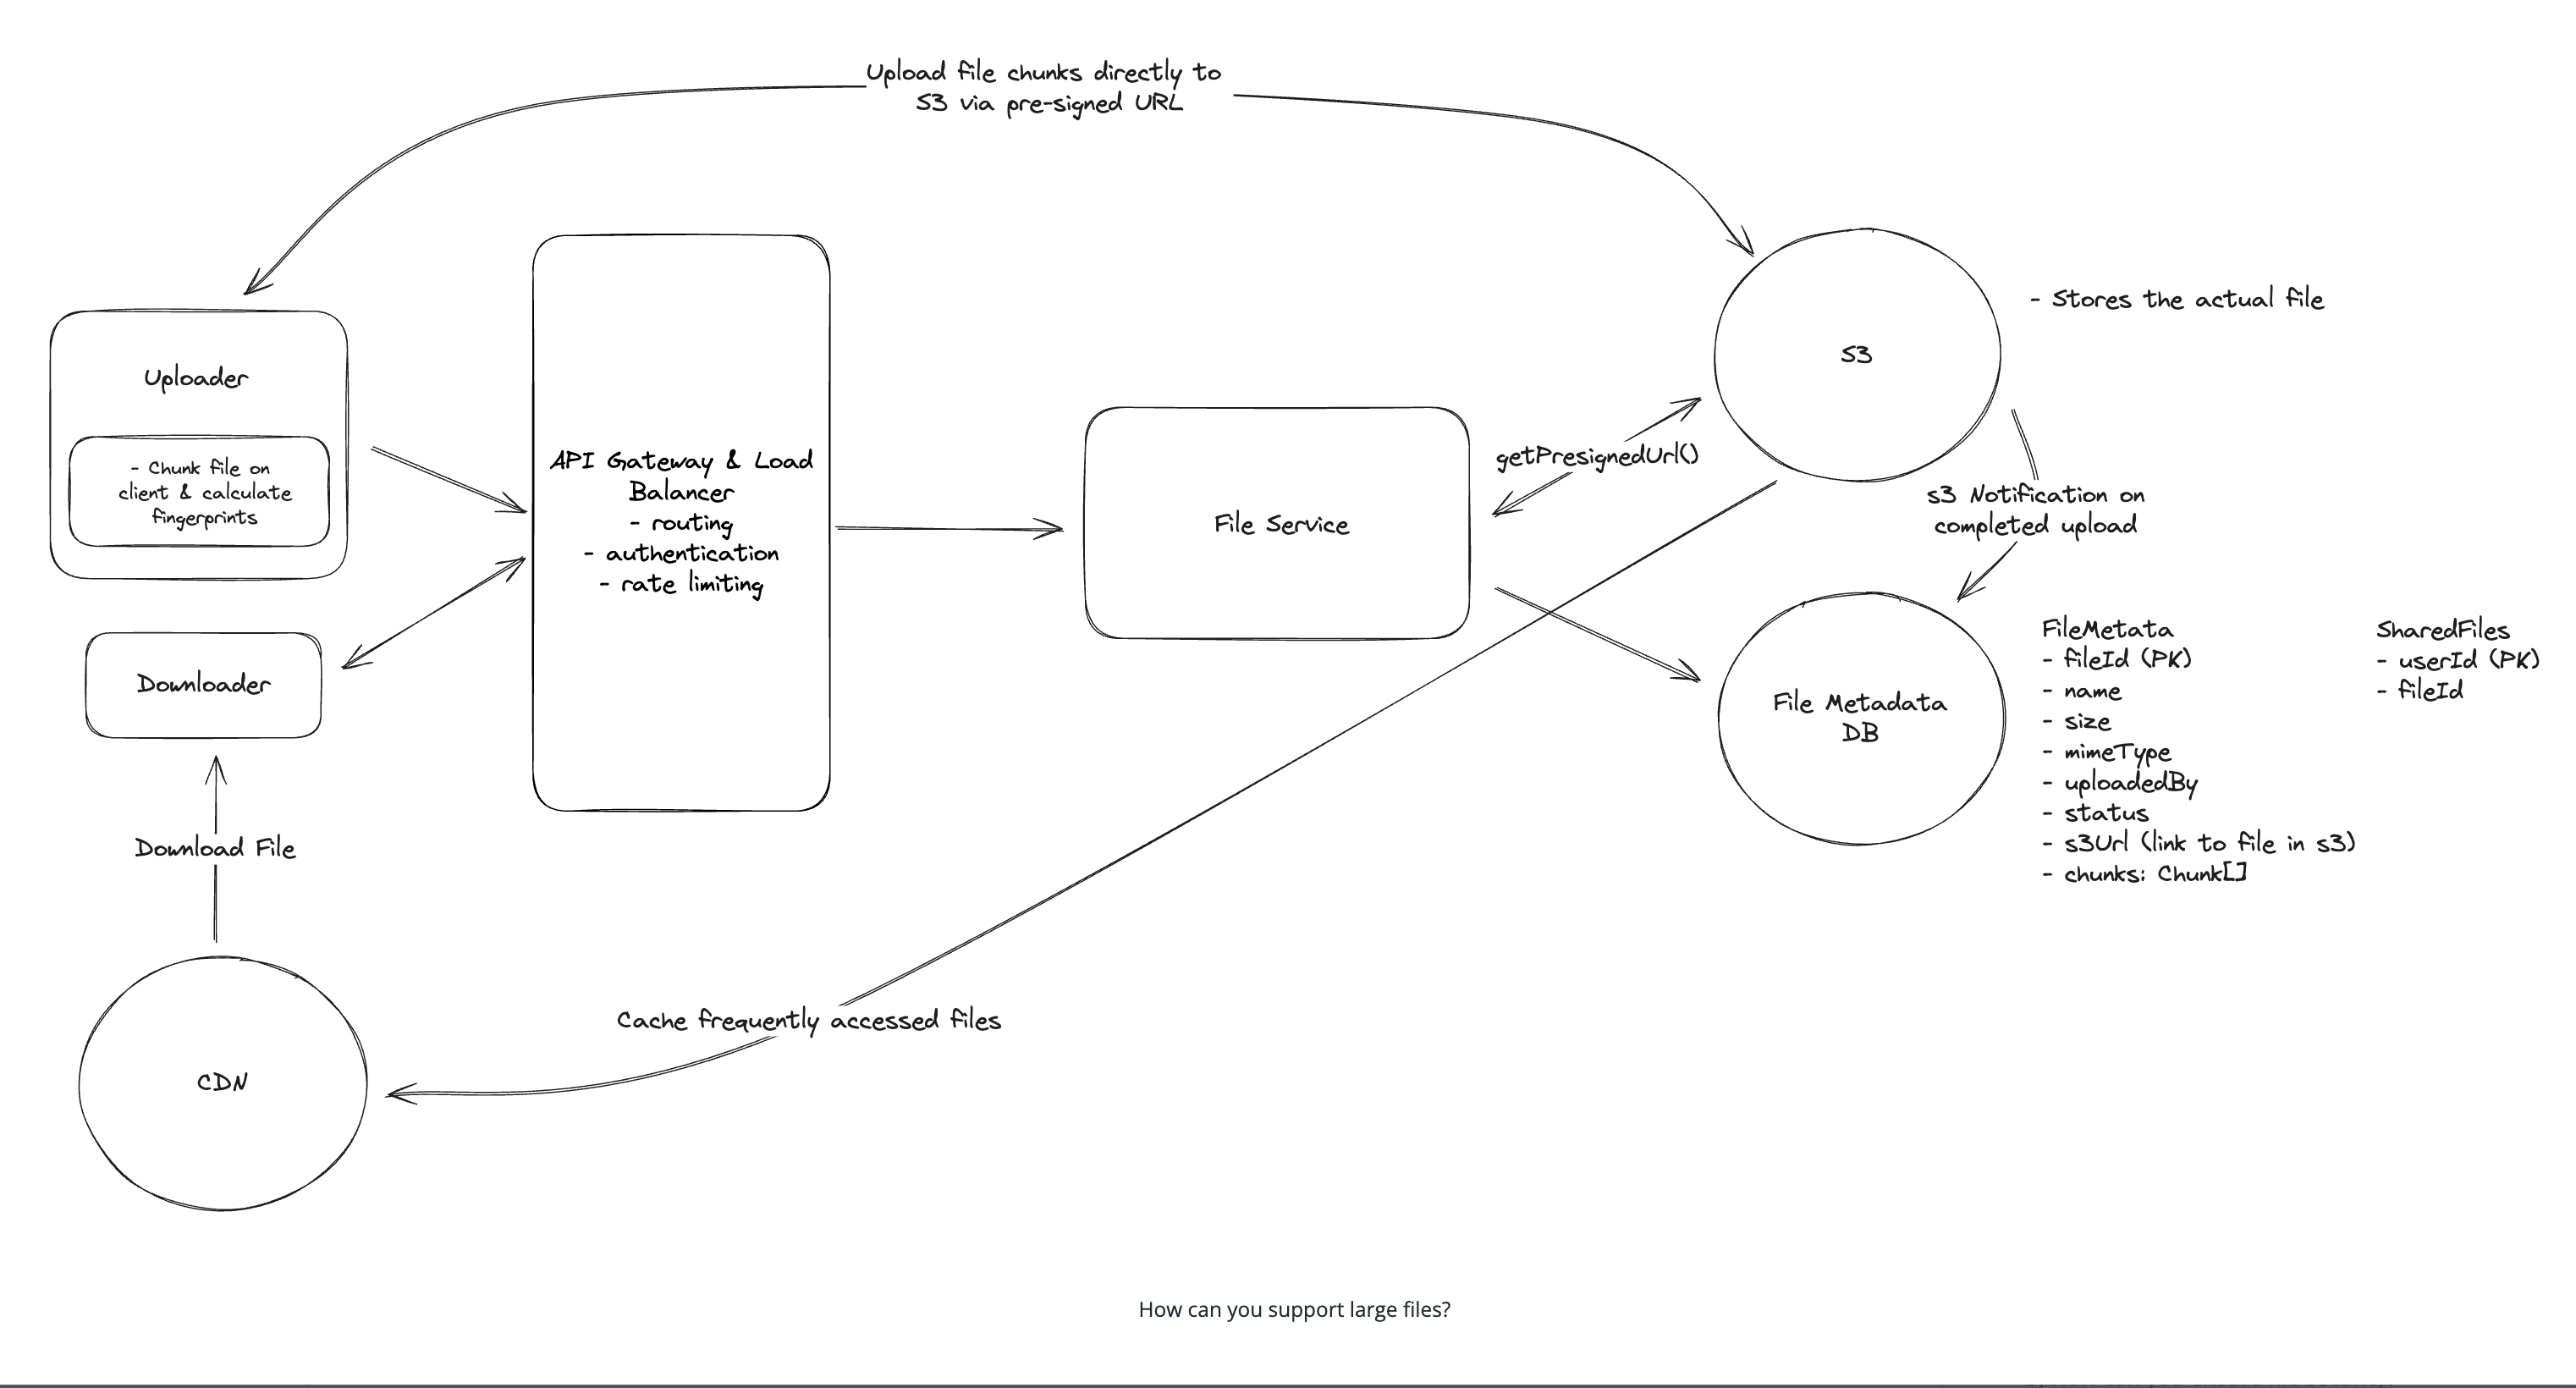 Upload file chunks directly to
S3 via pre-signed URL
Uploader
- Chunk file on
client & calculate
fingerprints
Downloader
Download File
CDN
API Gateway & Load
Balancer
- routing
- authentication
- rate limiting
File Service
getPresignedUrl()
S3
- Stores the actual file
s3 Notification on
completed upload
File Metadata
DB
FileMetata
- fileId (PK)
- name
- size
- mimeType
- uploadedBy
- status
- s3Url (link to file in s3)
- chunks: Chunk[]
SharedFiles
- userId (PK)
- fileId
Cache frequently accessed files
How can you support large files?